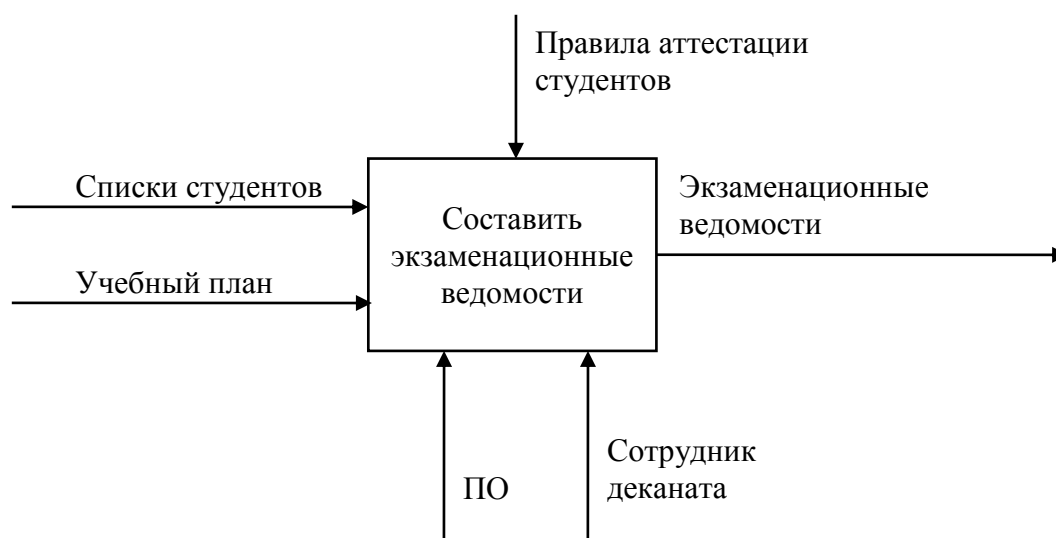 Правила аттестации
студентов
Списки студентов
Учебный план
Составить
экзаменационные
ведомости
Экзаменационные
ведомости
ПО
Сотрудник
деканата